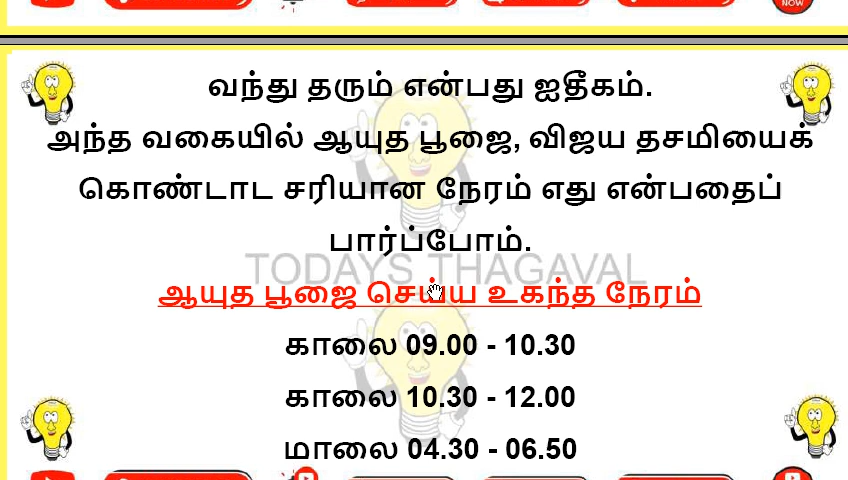 NOW
வந்து தரும் என்பது ஐதீகம்.
அந்த வகையில் ஆயுத பூஜை, விஜய தசமியைக்
கொண்டாட சரியான நேரம் எது என்பதைப்
பார்ப்போம்.
TODAYS THAGAVAL
ஆயுத பூஜை செய்ய உகந்த நேரம்
காலை 09.00 - 10.30
காலை 10.30 - 12.00
மாலை 04.30 - 06.50